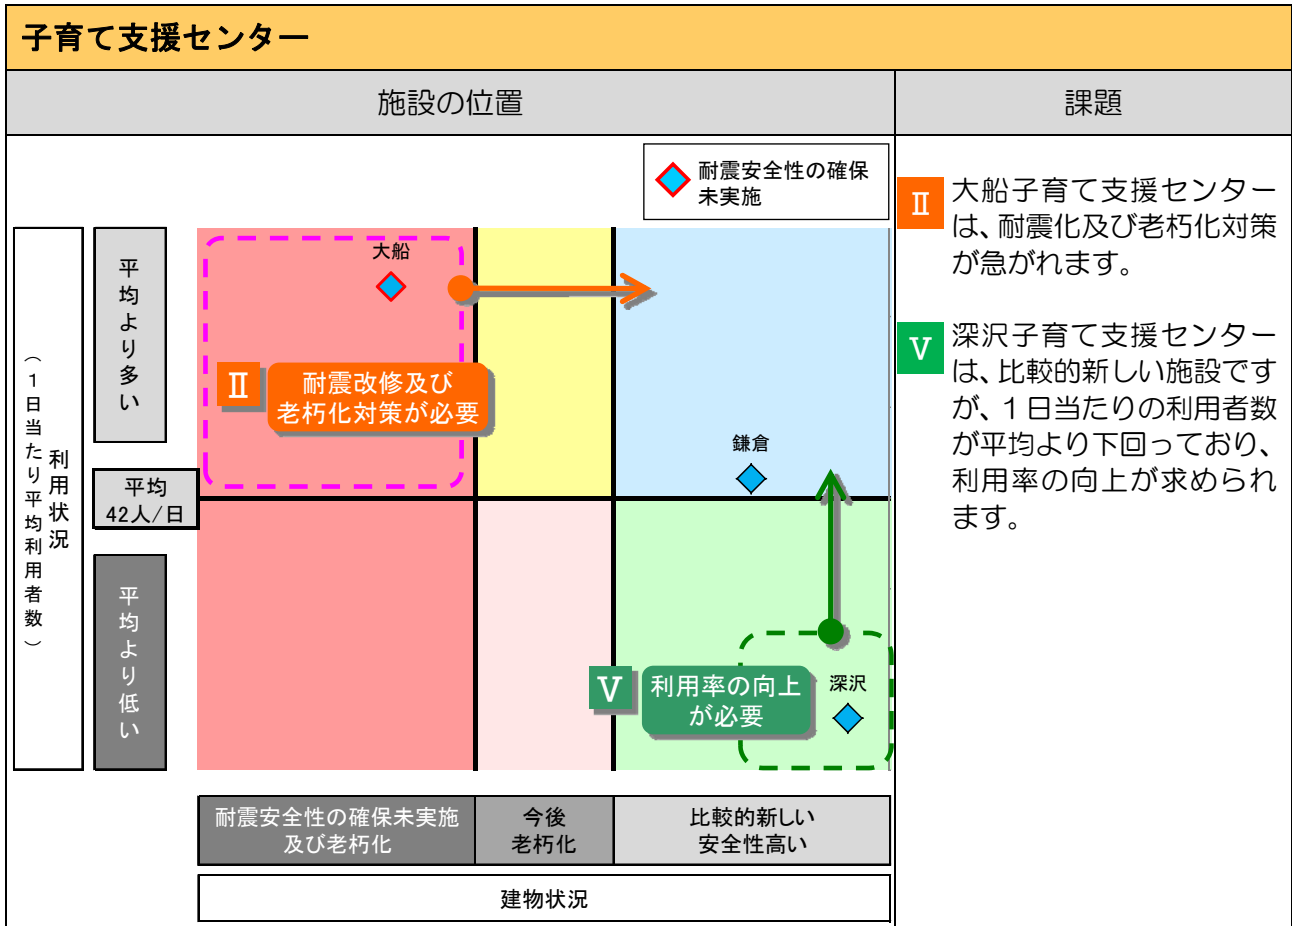 子育て支援センター
施設の位置
課題
耐震安全性の確保
未実施
利用状況
（1日当たり平均利用者数）
平均より多い
平均
42人/日
平均より低い
大船
Ⅱ
耐震改修及び
老朽化対策が必要
鎌倉
Ⅴ
利用率の向上
が必要
深沢
耐震安全性の確保未実施
及び老朽化
今後
老朽化
比較的新しい
安全性高い
建物状況
Ⅱ
大船子育て支援センター
は、耐震化及び老朽化対策
が急がれます。
Ⅴ
深沢子育て支援センター
は、比較的新しい施設です
が、1日当たりの利用者数
が平均より下回っており、
利用率の向上が求められ
ます。